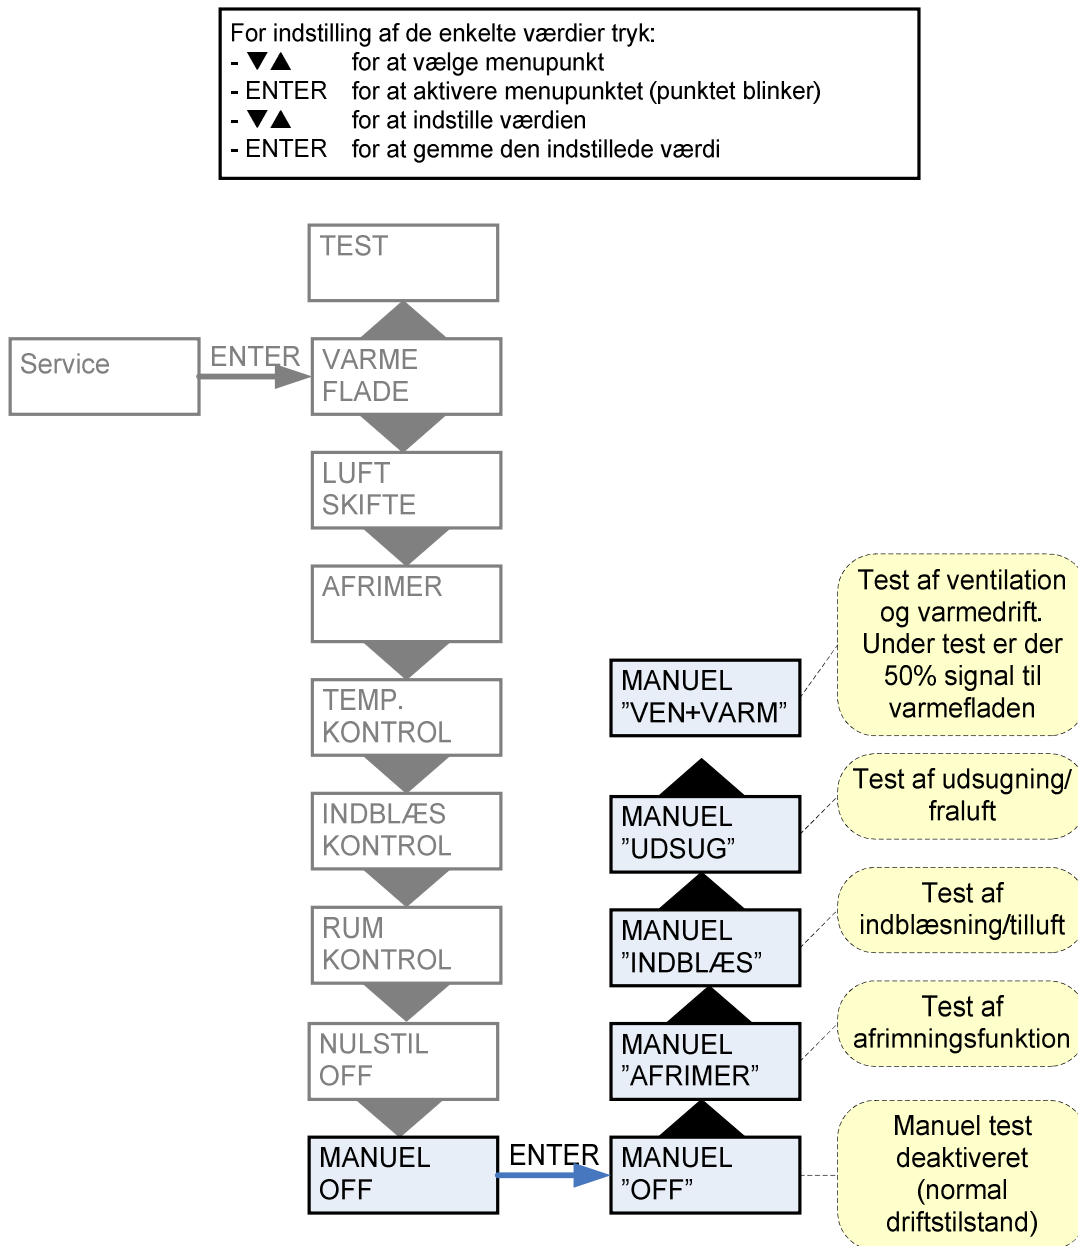 For indstilling af de enkelte værdier tryk:
- ▼▲ for at vælge menupunkt
- ENTER for at aktivere menupunktet (punktet blinker)
- ▼▲ for at indstille værdien
- ENTER for at gemme den indstillede værdi
TEST
Service
ENTER
VARME
FLADE
LUFT
SKIFTE
AFRIMER
TEMP.
KONTROL
INDBLÆS
KONTROL
RUM
KONTROL
NULSTIL
OFF
MANUEL
OFF
ENTER
MANUEL
”VEN+VARM”
MANUEL
”UDSUG”
MANUEL
”INDBLÆS”
MANUEL
”AFRIMER”
MANUEL
”OFF”
Test af ventilation
og varmedrift.
Under test er der
50% signal til
varmefladen
Test af udsugning/
fraluft
Test af
indblæsning/tilluft
Test af
afrimningsfunktion
Manuel test
deaktiveret
(normal
driftstilstand)